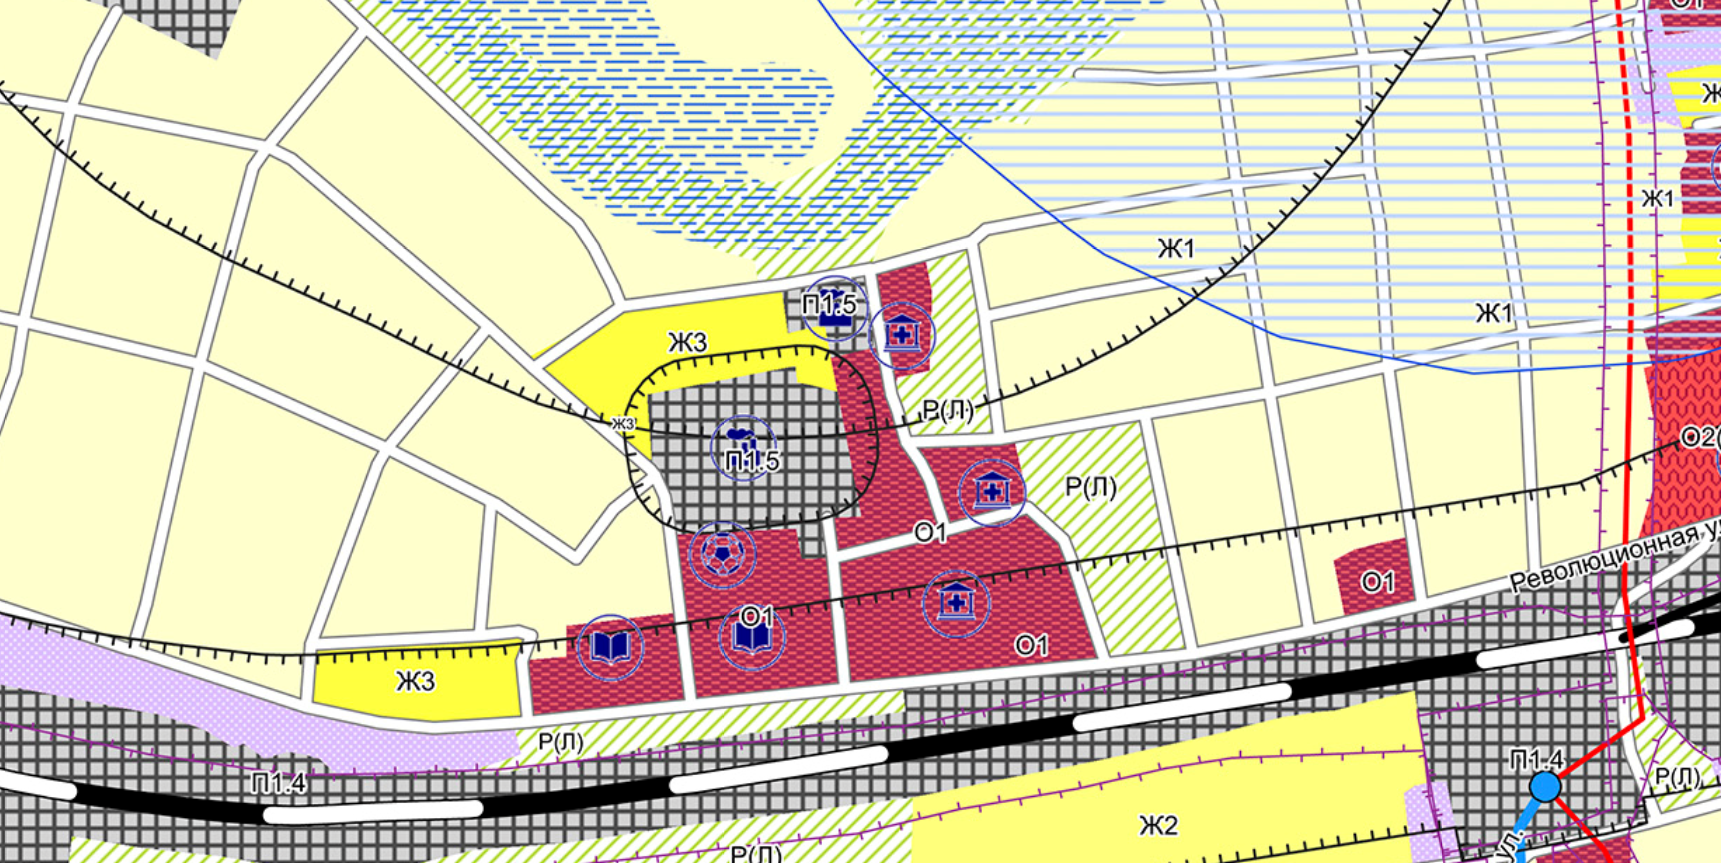 О1
Ж
Ж1
Ж1
П1.5
Ж1
Ж3
Р(Л)
Ж3
О2(
П1.5
Р(Л)
О1
Революционная у
О1
О1
О1
Ж3
Р(Л)
П1.4
П1.4
Р(Л)
Ж2
ул.
Р(Л)